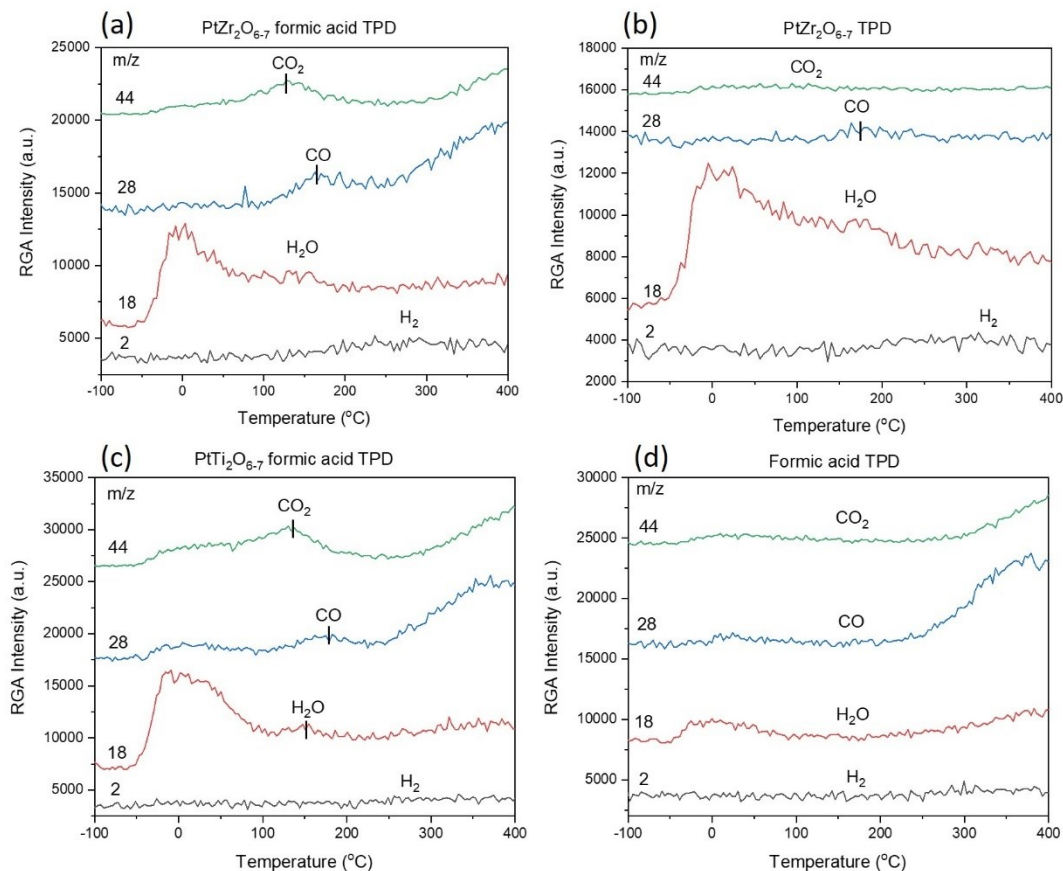 (a)
PtZr₂O₆₋₇ formic acid TPD
25000
20000
15000
10000
5000
RGA Intensity (a.u.)
m/z
44
28
18
2
CO₂
CO
H₂O
H₂
-100 0 100 200 300 400
Temperature (°C)
(b)
PtZr₂O₆₋₇ TPD
18000
16000
14000
12000
10000
8000
6000
4000
2000
RGA Intensity (a.u.)
m/z
44
28
18
2
CO₂
CO
H₂O
H₂
-100 0 100 200 300 400
Temperature (°C)
(c)
PtTi₂O₆₋₇ formic acid TPD
35000
30000
25000
20000
15000
10000
5000
RGA Intensity (a.u.)
m/z
44
28
18
2
CO₂
CO
H₂O
H₂
-100 0 100 200 300 400
Temperature (°C)
(d)
Formic acid TPD
30000
25000
20000
15000
10000
5000
RGA Intensity (a.u.)
m/z
44
28
18
2
CO₂
CO
H₂O
H₂
-100 0 100 200 300 400
Temperature (°C)